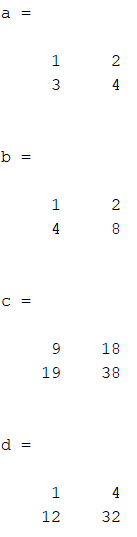 a =
1 2
3 4
b =
1 2
4 8
c =
9 18
19 38
d =
1 4
12 32